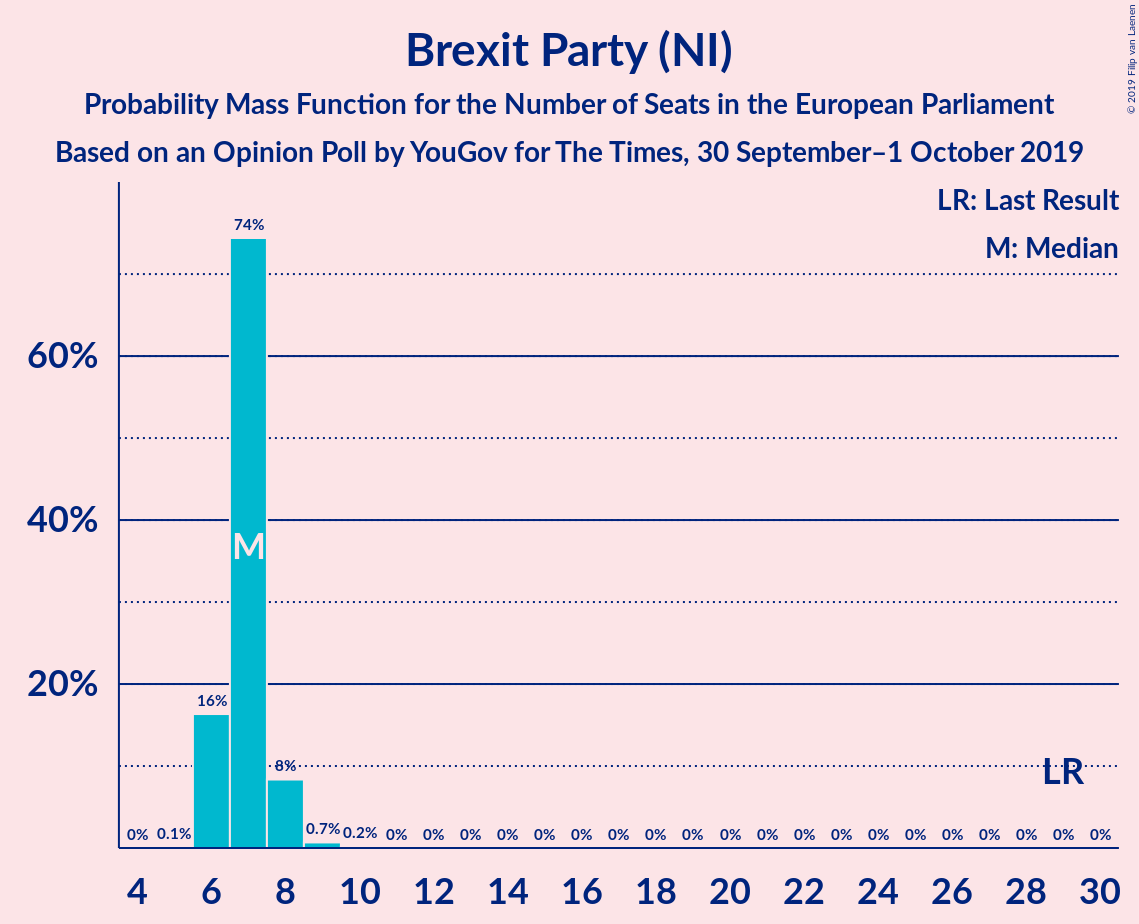 Brexit Party (NI)
Probability Mass Function for the Number of Seats in the European Parliament
Based on an Opinion Poll by YouGov for The Times, 30 September–1 October 2019
© 2019 Filip van Laenen
LR: Last Result
M: Median
74%
60%
40%
M
20%
16%
8%
LR
0% 0.1% 0.7% 0.2% 0% 0% 0% 0% 0% 0% 0% 0% 0% 0% 0% 0% 0% 0% 0% 0% 0% 0% 0% 0%
4 6 8 10 12 14 16 18 20 22 24 26 28 30